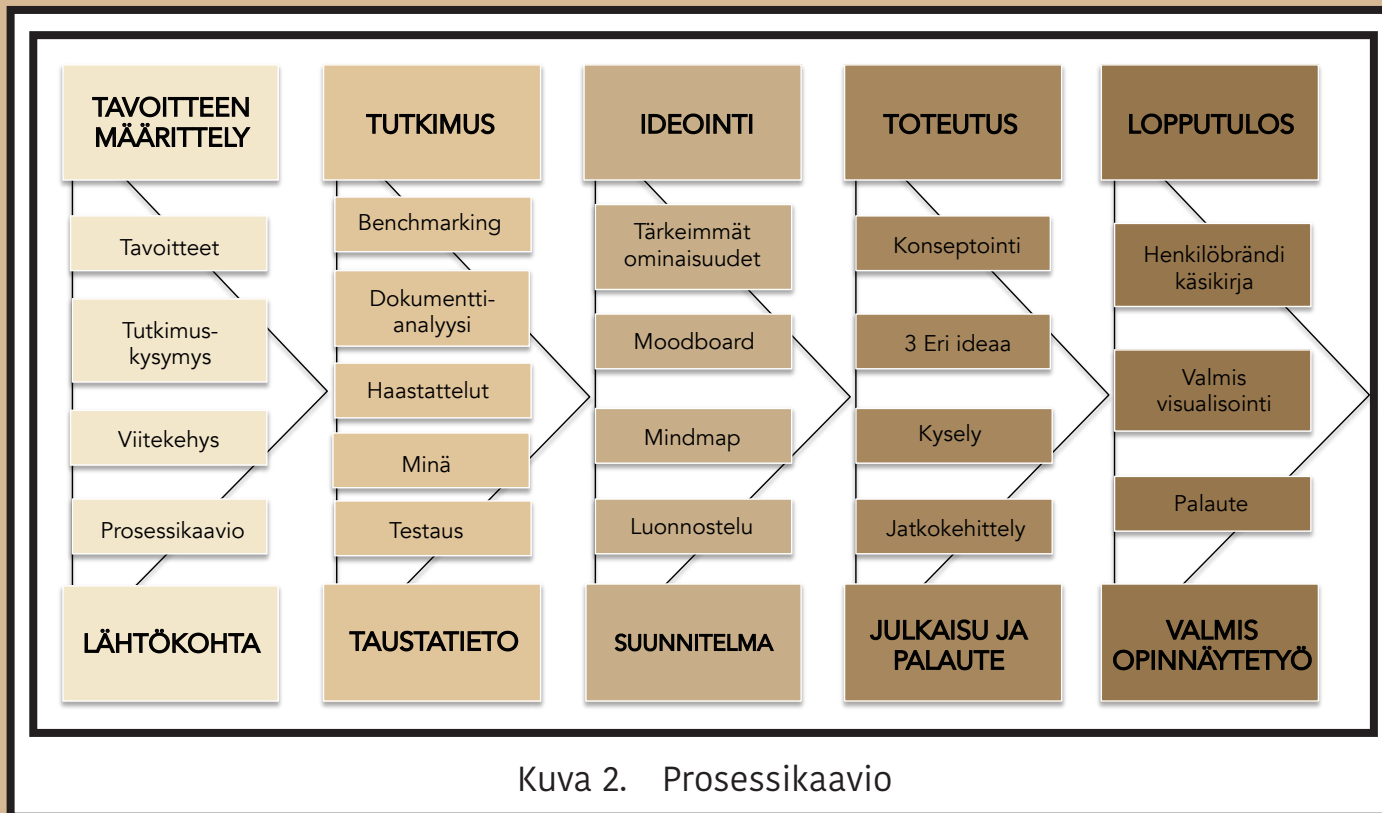 TAVOITTEEN
MÄÄRITTELY
Tavoitteet
Tutkimus-
kysymys
Viitekehys
Prosessikaavio
LÄHTÖKOHTA
TUTKIMUS
Benchmarking
Dokumentti-
analyysi
Haastattelut
Minä
Testaus
TAUSTATIETO
IDEOINTI
Tärkeimmät
ominaisuudet
Moodboard
Mindmap
Luonnostelu
SUUNNITELMA
TOTEUTUS
Konseptointi
3 Eri ideaa
Kysely
Jatkokehittely
JULKAISU JA
PALAUTE
LOPPUTULOS
Henkilöbrändi
käsikirja
Valmis
visualisointi
Palaute
VALMIS
OPINNÄYTETYÖ
Kuva 2. Prosessikaavio